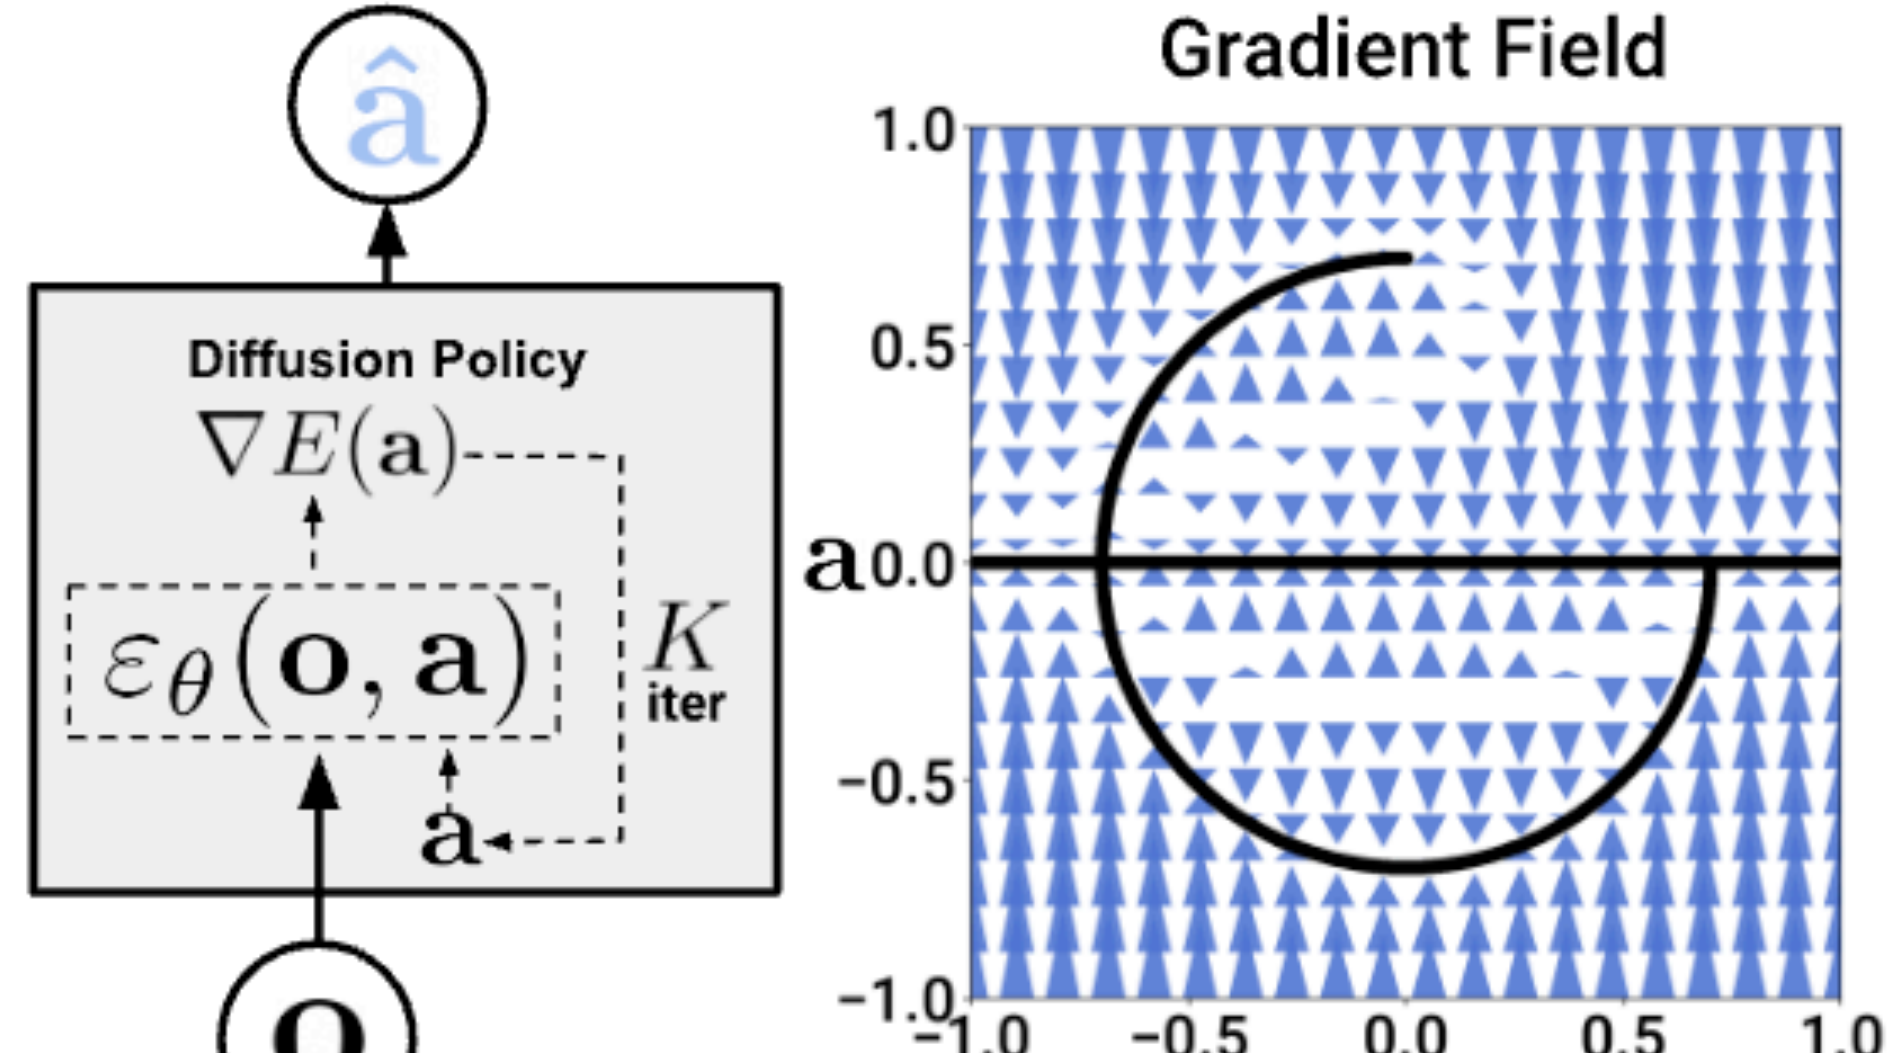 â
Diffusion Policy
∇E(a)
εθ(o, a)
K
iter
a
o
Gradient Field
1.0
0.5
a 0.0
−0.5
−1.0
−1.0 −0.5 0.0 0.5 1.0